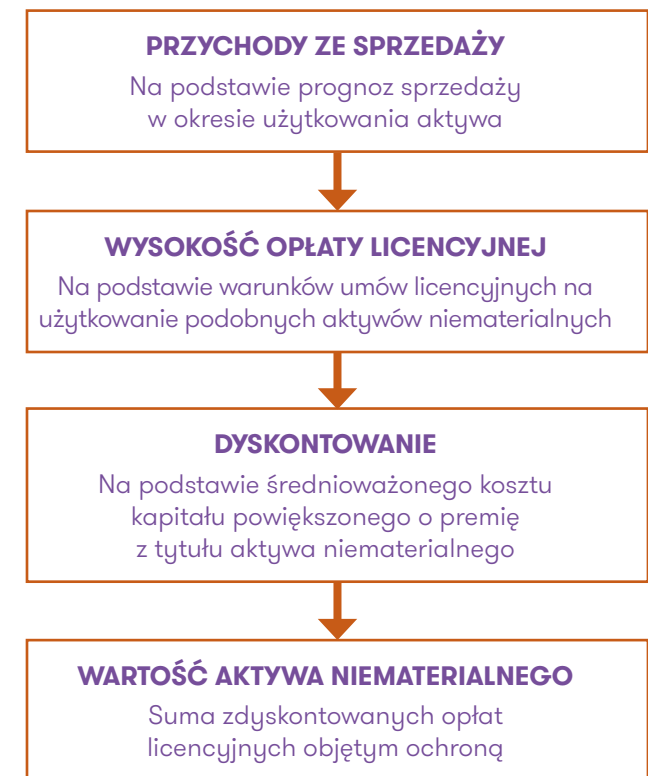 PRZYCHODY ZE SPRZEDAŻY
Na podstawie prognoz sprzedaży
w okresie użytkowania aktywa
WYSOKOŚĆ OPŁATY LICENCYJNEJ
Na podstawie warunków umów licencyjnych na
użytkowanie podobnych aktywów niematerialnych
DYSKONTOWANIE
Na podstawie średnioważonego kosztu
kapitału powiększonego o premię
z tytułu aktywa niematerialnego
WARTOŚĆ AKTYWA NIEMATERIALNEGO
Suma zdyskontowanych opłat
licencyjnych objętym ochroną